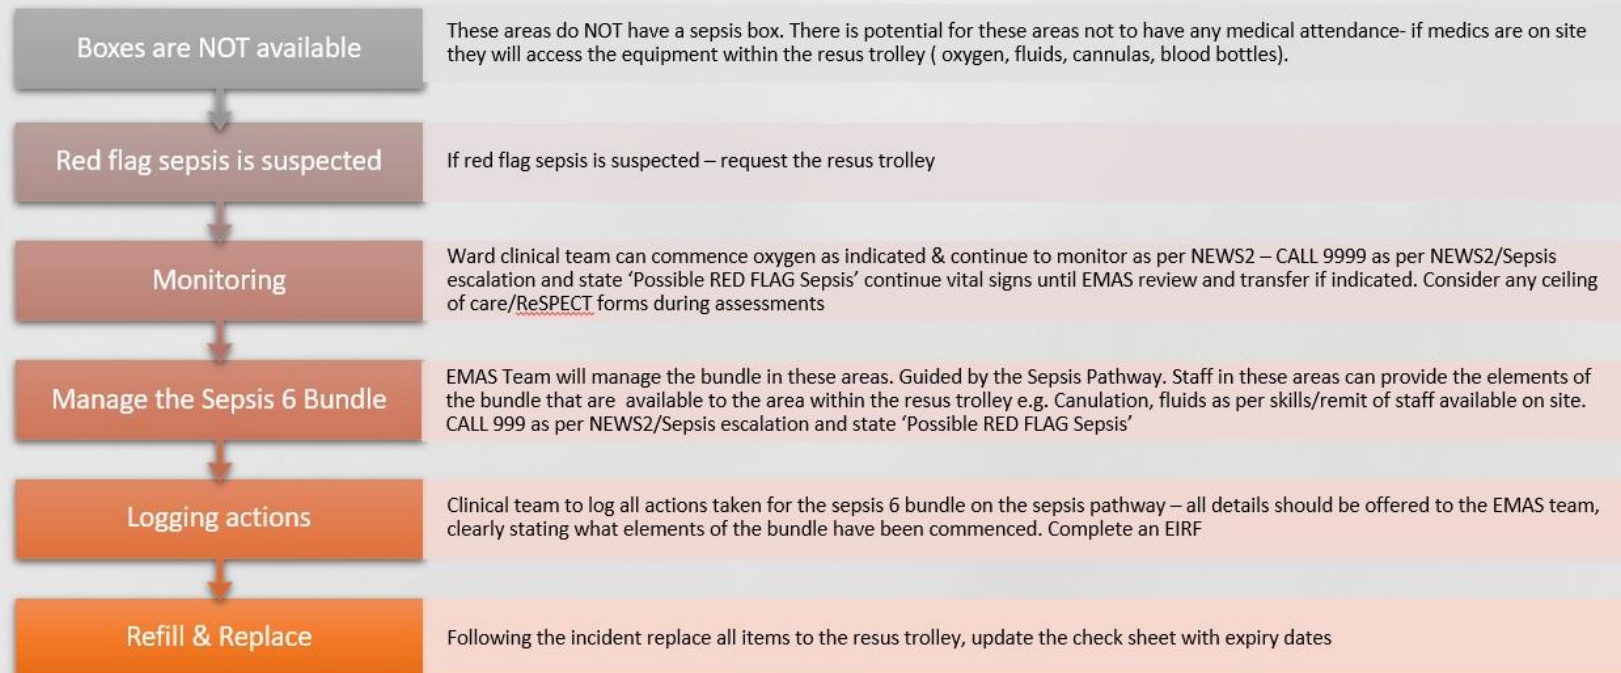 Boxes are NOT available
These areas do NOT have a sepsis box. There is potential for these areas not to have any medical attendance- if medics are on site
they will access the equipment within the resus trolley ( oxygen, fluids, cannulas, blood bottles).
Red flag sepsis is suspected
If red flag sepsis is suspected – request the resus trolley
Monitoring
Ward clinical team can commence oxygen as indicated & continue to monitor as per NEWS2 – CALL 9999 as per NEWS2/Sepsis
escalation and state ‘Possible RED FLAG Sepsis’ continue vital signs until EMAS review and transfer if indicated. Consider any ceiling
of care/ReSPECT forms during assessments
Manage the Sepsis 6 Bundle
EMAS Team will manage the bundle in these areas. Guided by the Sepsis Pathway. Staff in these areas can provide the elements of
the bundle that are  available to the area within the resus trolley e.g. Canulation, fluids as per skills/remit of staff available on site.
CALL 999 as per NEWS2/Sepsis escalation and state ‘Possible RED FLAG Sepsis’
Logging actions
Clinical team to log all actions taken for the sepsis 6 bundle on the sepsis pathway – all details should be offered to the EMAS team,
clearly stating what elements of the bundle have been commenced. Complete an EIRF
Refill & Replace
Following the incident replace all items to the resus trolley, update the check sheet with expiry dates